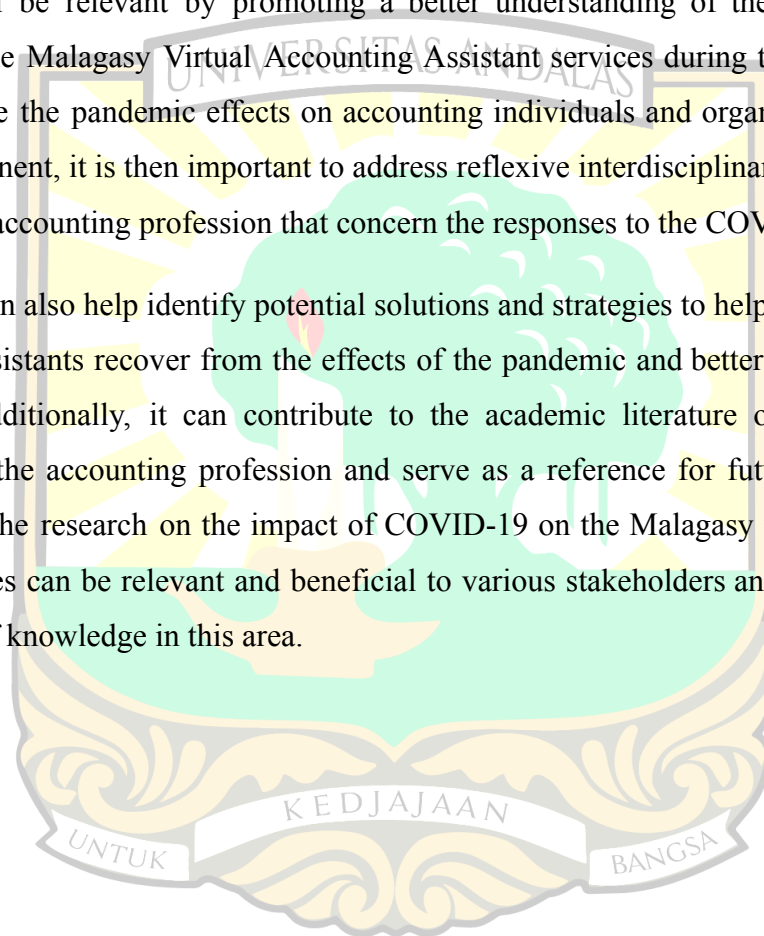 be relevant by promoting a better understanding of the
e Malagasy Virtual Accounting Assistant services during t
e the pandemic effects on accounting individuals and organ
nent, it is then important to address reflexive interdisciplinar
accounting profession that concern the responses to the COV
n also help identify potential solutions and strategies to help
sistants recover from the effects of the pandemic and better
dditionally, it can contribute to the academic literature o
the accounting profession and serve as a reference for fut
he research on the impact of COVID-19 on the Malagasy
es can be relevant and beneficial to various stakeholders an
f knowledge in this area.
UNIVERSITAS ANDALAS
UNTUK KEDJAJAAN BANGSA